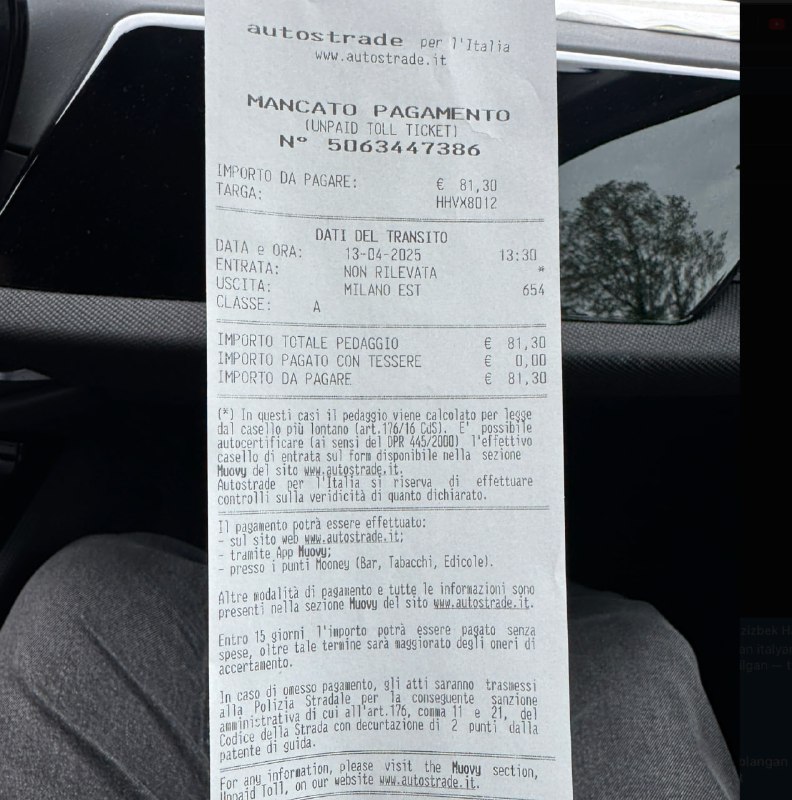 autostrade per l'Italia
www.autostrade.it
MANCATO PAGAMENTO
(UNPAID TOLL TICKET)
N° 5063447386
IMPORTO DA PAGARE: € 81,30
TARGA: HHVX8012
DATI DEL TRANSITO
DATA e ORA: 13-04-2025 13:30
ENTRATA: NON RILEVATA *
USCITA: MILANO EST 654
CLASSE: A
IMPORTO TOTALE PEDAGGIO € 81,30
IMPORTO PAGATO CON TESSERE € 0,00
IMPORTO DA PAGARE € 81,30
(*) In questi casi il pedaggio viene calcolato per legge
dal casello più lontano (art.176/16 CdS). E' possibile
autocertificare (ai sensi del DPR 445/2000) l'effettivo
casello di entrata sul form disponibile nella sezione
Muovy del sito www.autostrade.it.
Autostrade per l'Italia si riserva di effettuare
controlli sulla veridicità di quanto dichiarato.
Il pagamento potrà essere effettuato:
- sul sito web www.autostrade.it;
- tramite App Muovy;
- presso i punti Mooney (Bar, Tabacchi, Edicole).
Altre modalità di pagamento e tutte le informazioni sono
presenti nella sezione Muovy del sito www.autostrade.it.
Entro 15 giorni l'importo potrà essere pagato senza
spese, oltre tale termine sarà maggiorato degli oneri di
accertamento.
In caso di omesso pagamento, gli atti saranno trasmessi
alla Polizia Stradale per la conseguente sanzione
amministrativa di cui all'art.176, comma 11 e 21, del
Codice della Strada con decurtazione di 2 punti dalla
patente di guida.
For any information, please visit the Muovy section,
Unpaid Toll, on our website www.autostrade.it.